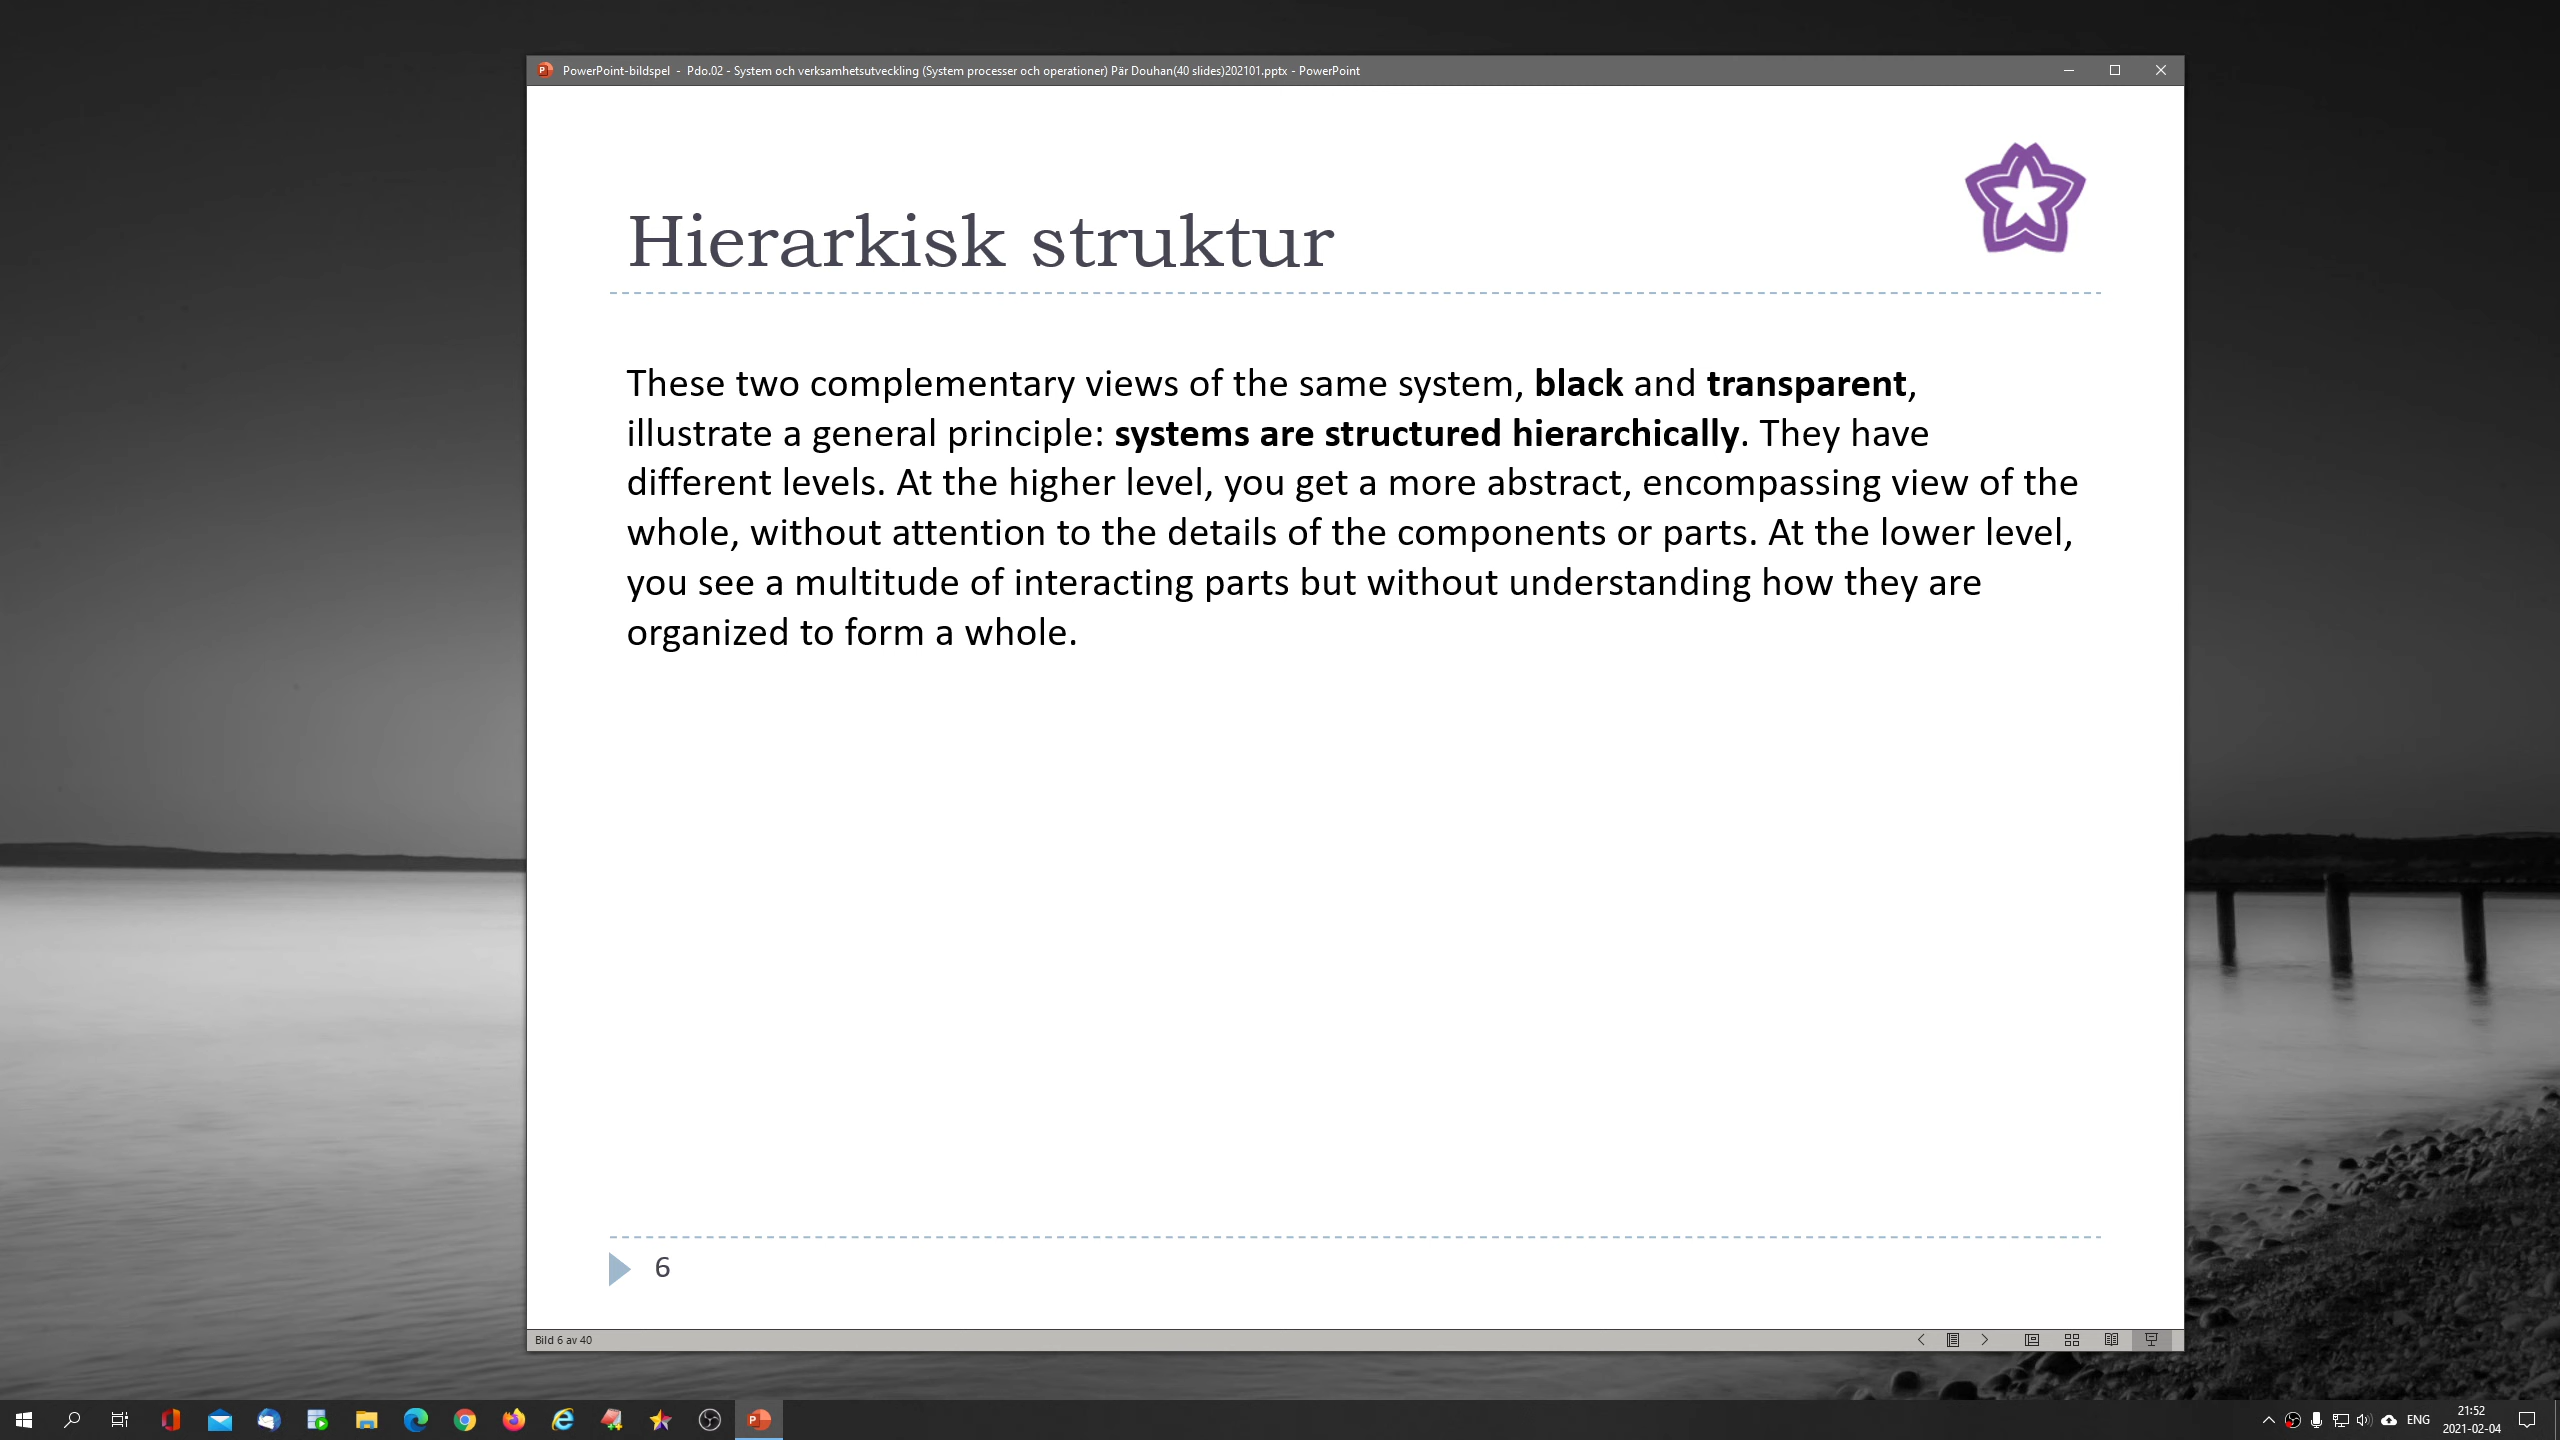 PowerPoint-bildspel - Pdo.02 - System och verksamhetsutveckling (System processer och operationer) Pär Douhan(40 slides)202101.pptx - PowerPoint
Hierarkisk struktur
These two complementary views of the same system, black and transparent,
illustrate a general principle: systems are structured hierarchically. They have
different levels. At the higher level, you get a more abstract, encompassing view of the
whole, without attention to the details of the components or parts. At the lower level,
you see a multitude of interacting parts but without understanding how they are
organized to form a whole.
6
Bild 6 av 40
ENG
21:52
2021-02-04